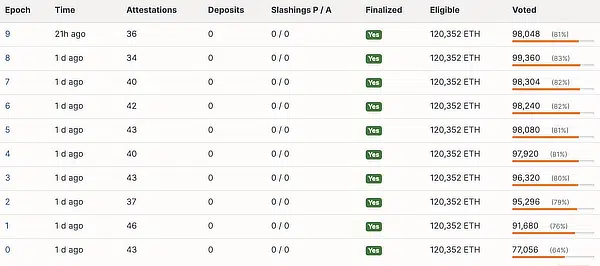 Epoch Time Attestations Deposits Slashings P / A Finalized Eligible Voted
9 21h ago 36 0 0 / 0 Yes 120,352 ETH 98,048 (81%)
8 1 d ago 34 0 0 / 0 Yes 120,352 ETH 99,360 (83%)
7 1 d ago 40 0 0 / 0 Yes 120,352 ETH 98,304 (82%)
6 1 d ago 42 0 0 / 0 Yes 120,352 ETH 98,240 (82%)
5 1 d ago 43 0 0 / 0 Yes 120,352 ETH 98,080 (81%)
4 1 d ago 40 0 0 / 0 Yes 120,352 ETH 97,920 (81%)
3 1 d ago 43 0 0 / 0 Yes 120,352 ETH 96,320 (80%)
2 1 d ago 37 0 0 / 0 Yes 120,352 ETH 95,296 (79%)
1 1 d ago 46 0 0 / 0 Yes 120,352 ETH 91,680 (76%)
0 1 d ago 43 0 0 / 0 Yes 120,352 ETH 77,056 (64%)